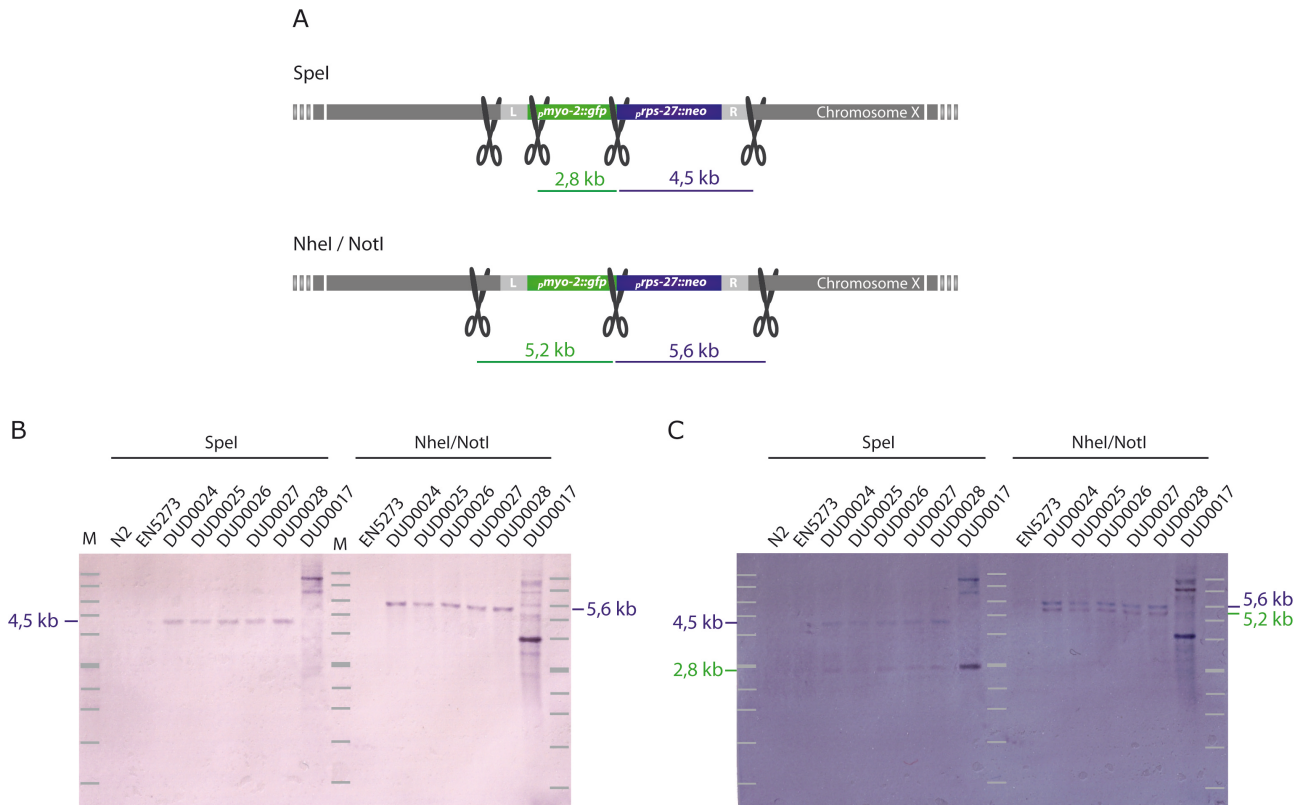 A
SpeI
L pmyo-2::gfp prps-27::neo R Chromosome X
2,8 kb 4,5 kb
NheI / NotI
L pmyo-2::gfp prps-27::neo R Chromosome X
5,2 kb 5,6 kb
B
SpeI NheI/NotI
M N2 EN5273 DUD0024 DUD0025 DUD0026 DUD0027 DUD0028 DUD0017 M EN5273 DUD0024 DUD0025 DUD0026 DUD0027 DUD0028 DUD0017
4,5 kb 5,6 kb
C
SpeI NheI/NotI
N2 EN5273 DUD0024 DUD0025 DUD0026 DUD0027 DUD0028 DUD0017 EN5273 DUD0024 DUD0025 DUD0026 DUD0027 DUD0028 DUD0017
4,5 kb 5,6 kb
5,2 kb
2,8 kb